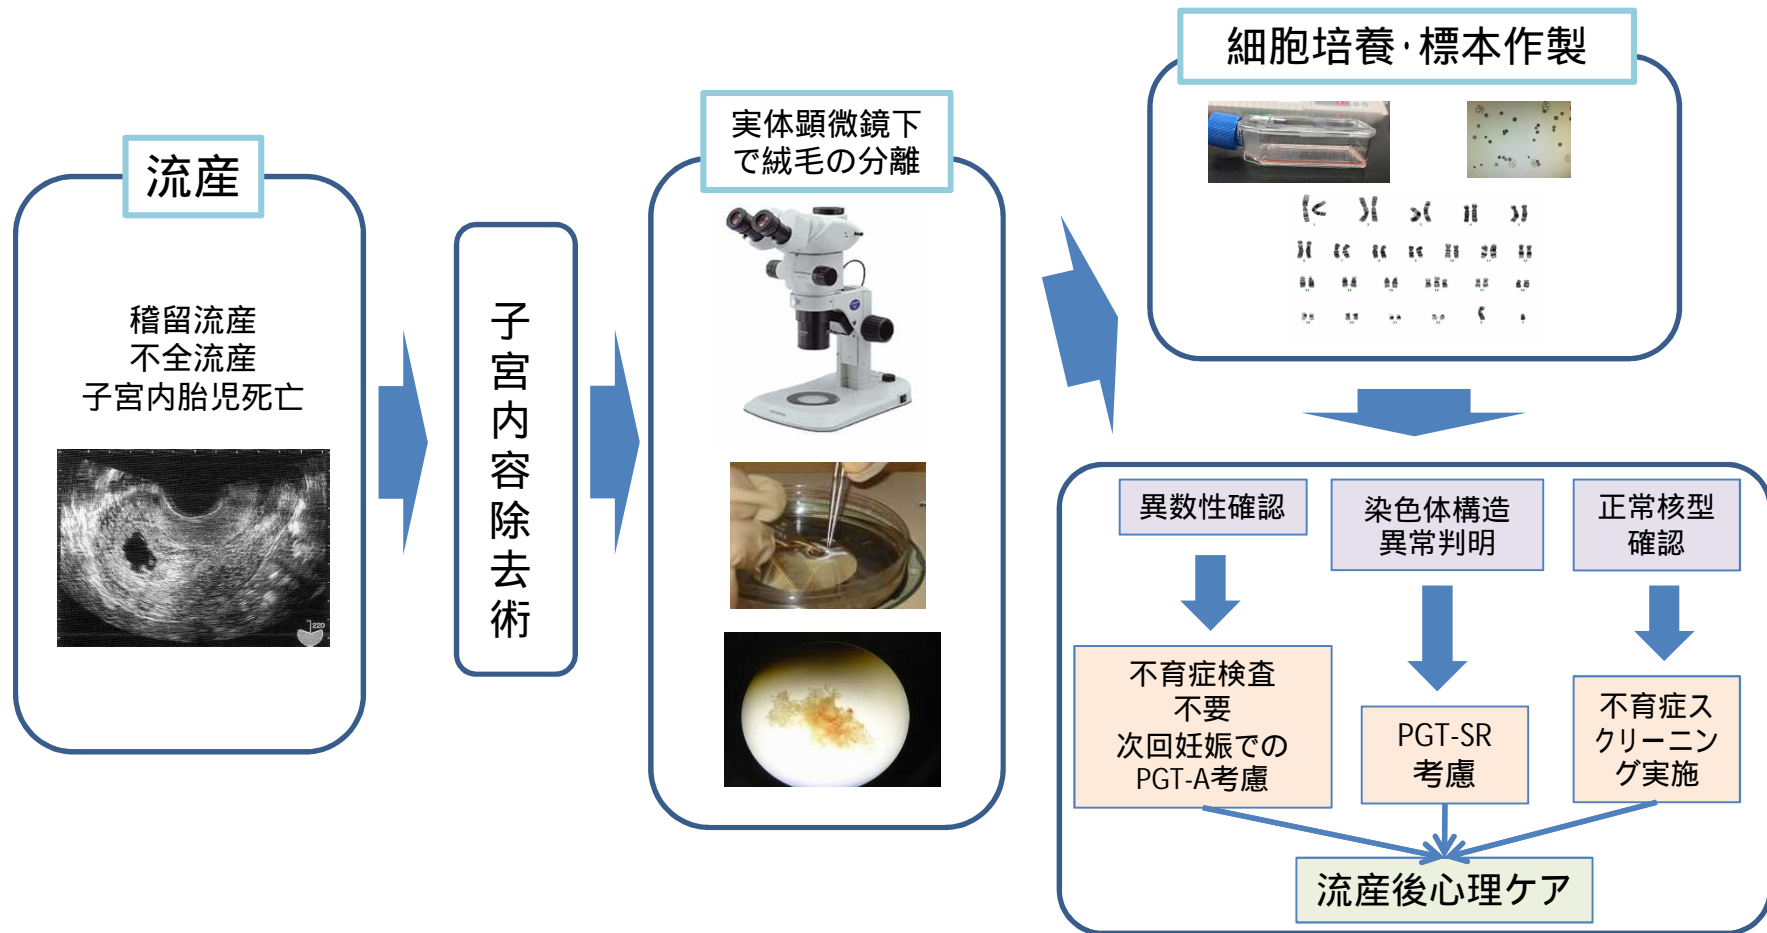 流産
稽留流産
不全流産
子宮内胎児死亡
220
子宮内容除去術
実体顕微鏡下
で絨毛の分離
細胞培養・標本作製
異数性確認
染色体構造
異常判明
正常核型
確認
不育症検査
不要
次回妊娠での
PGT-A考慮
PGT-SR
考慮
不育症ス
クリーニン
グ実施
流産後心理ケア